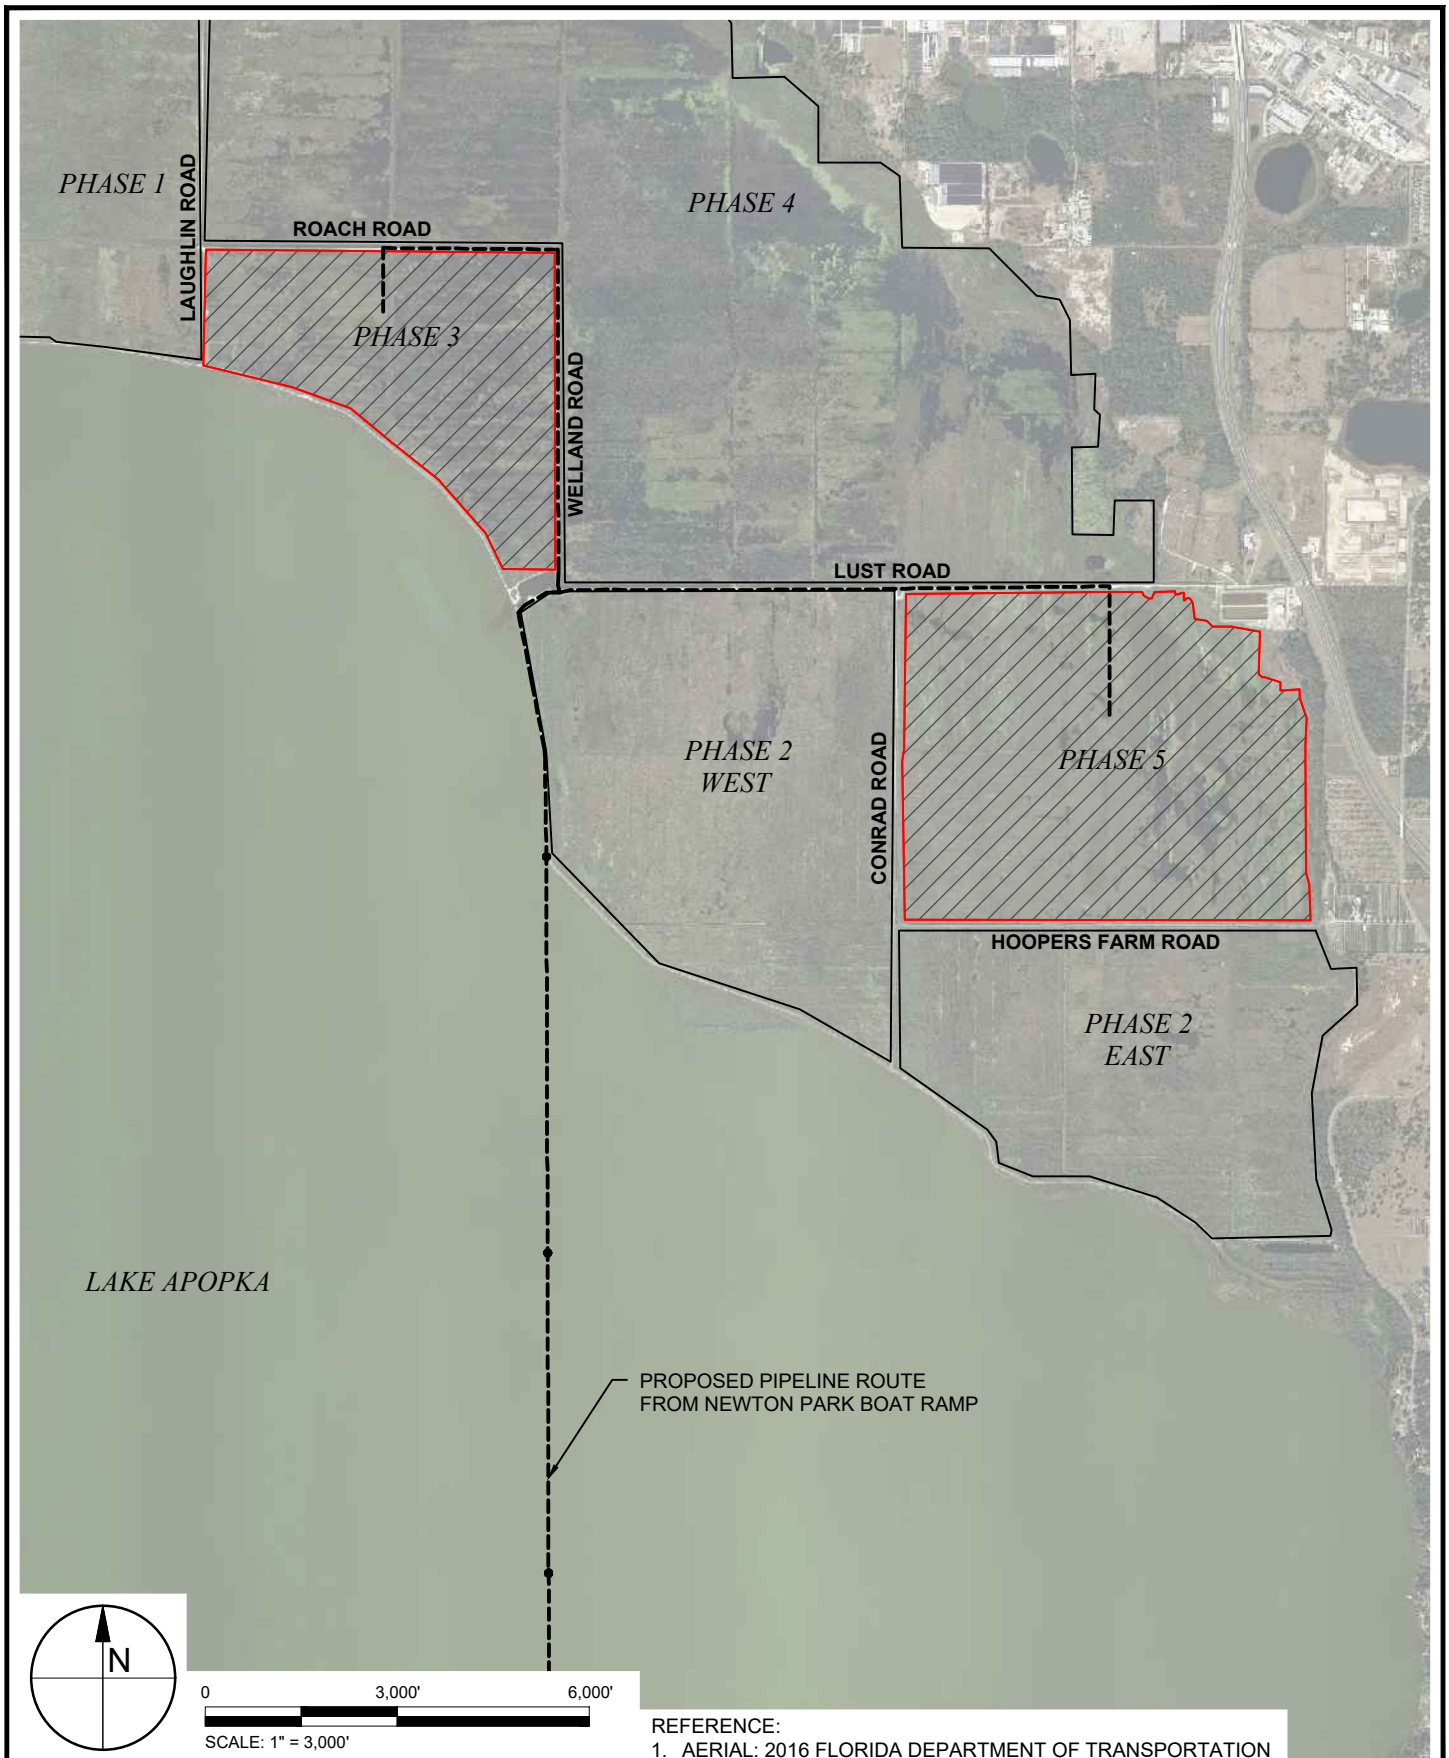 PHASE 1
LAUGHLIN ROAD
ROACH ROAD
PHASE 4
PHASE 3
WELLAND ROAD
LUST ROAD
PHASE 2
WEST
CONRAD ROAD
PHASE 5
HOOPERS FARM ROAD
PHASE 2
EAST
LAKE APOPKA
PROPOSED PIPELINE ROUTE
FROM NEWTON PARK BOAT RAMP
N
0 3,000' 6,000'
SCALE: 1" = 3,000'
REFERENCE:
1. AERIAL: 2016 FLORIDA DEPARTMENT OF TRANSPORTATION